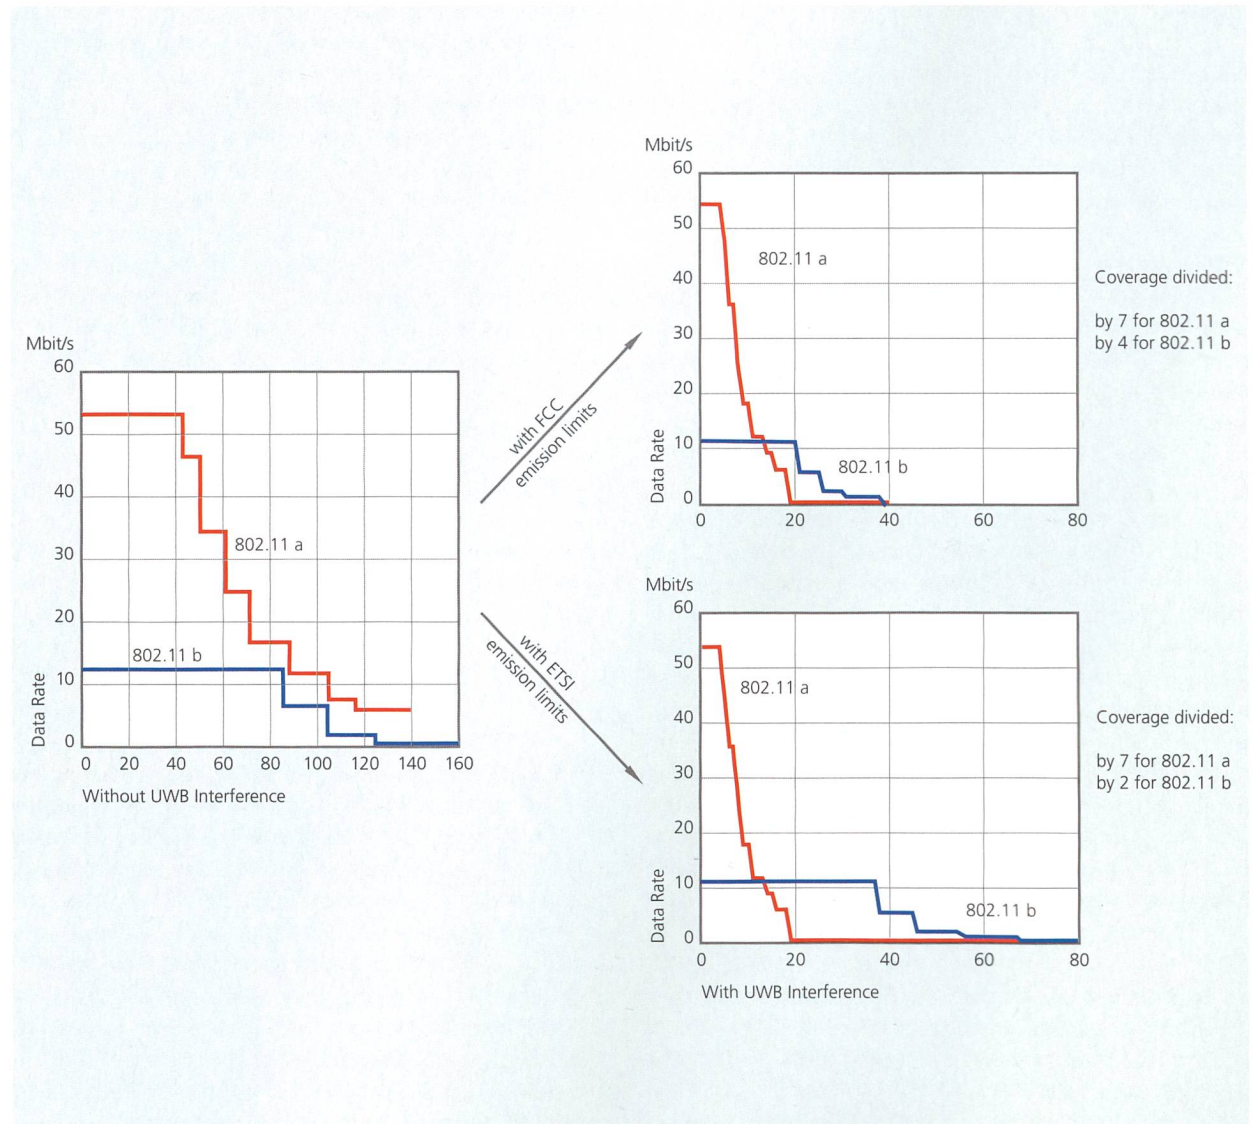 Mbit/s
60
50
40
30
20
10
0
Data Rate
802.11 a
802.11 b
0 20 40 60 80 100 120 140 160
Without UWB Interference
with FCC
emission limits
with ETSI
emission limits
Mbit/s
60
50
40
30
20
10
0
Data Rate
802.11 a
802.11 b
0 20 40 60 80
Coverage divided:
by 7 for 802.11 a
by 4 for 802.11 b
Mbit/s
60
50
40
30
20
10
0
Data Rate
802.11 a
802.11 b
0 20 40 60 80
With UWB Interference
Coverage divided:
by 7 for 802.11 a
by 2 for 802.11 b